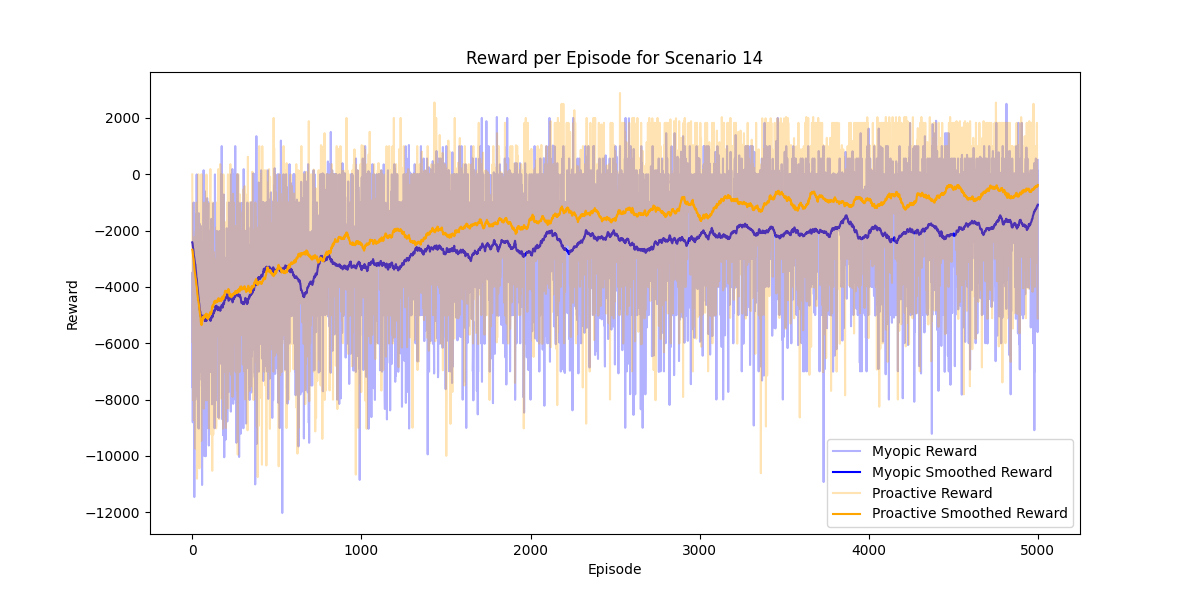 Reward per Episode for Scenario 14
2000
0
−2000
−4000
−6000
−8000
−10000
−12000
Reward
0 1000 2000 3000 4000 5000
Episode
Myopic Reward
Myopic Smoothed Reward
Proactive Reward
Proactive Smoothed Reward